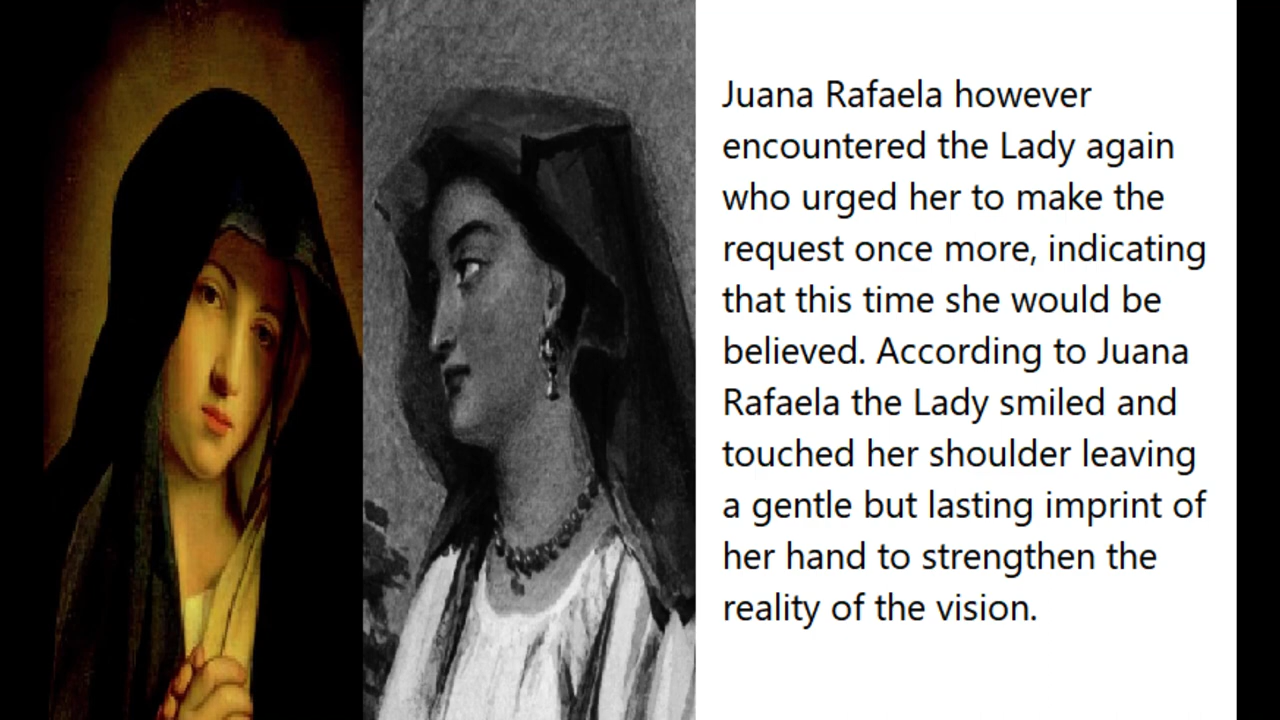 Juana Rafaela however
encountered the Lady again
who urged her to make the
request once more, indicating
that this time she would be
believed. According to Juana
Rafaela the Lady smiled and
touched her shoulder leaving
a gentle but lasting imprint of
her hand to strengthen the
reality of the vision.